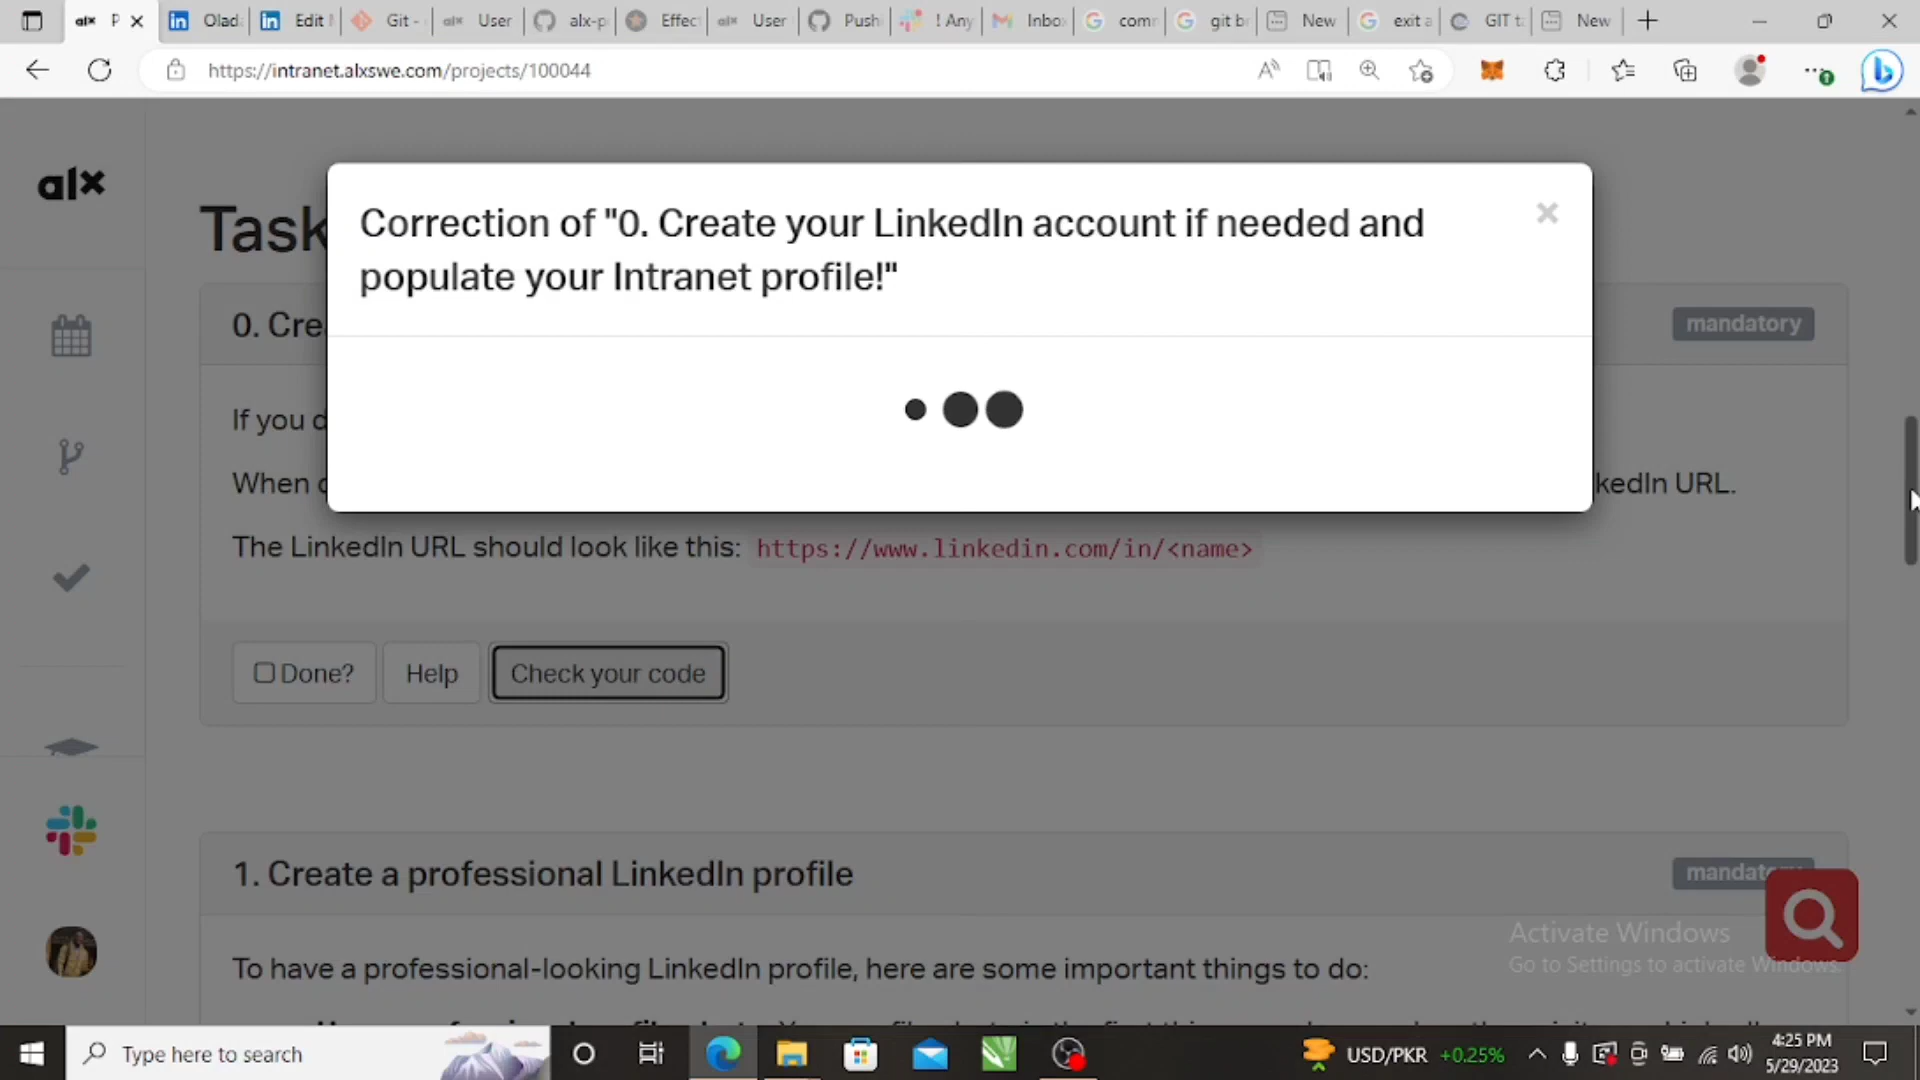 P
Olad
Edit
Git -
alx
User
alx-p
Effec
alx
User
Push
! Any
Inbo
com
git b
New
exit a
GIT t
New
https://intranet.alxswe.com/projects/100044
alx
Task
Correction of "0. Create your LinkedIn account if needed and
populate your Intranet profile!"
0. Cre
mandatory
If you d
When
kedIn URL.
The LinkedIn URL should look like this: https://www.linkedin.com/in/<name>
Done?
Help
Check your code
1. Create a professional LinkedIn profile
mandat
Activate Windows
Go to Settings to activate Windows.
To have a professional-looking LinkedIn profile, here are some important things to do:
Type here to search
USD/PKR +0.25%
4:25 PM
5/29/2023